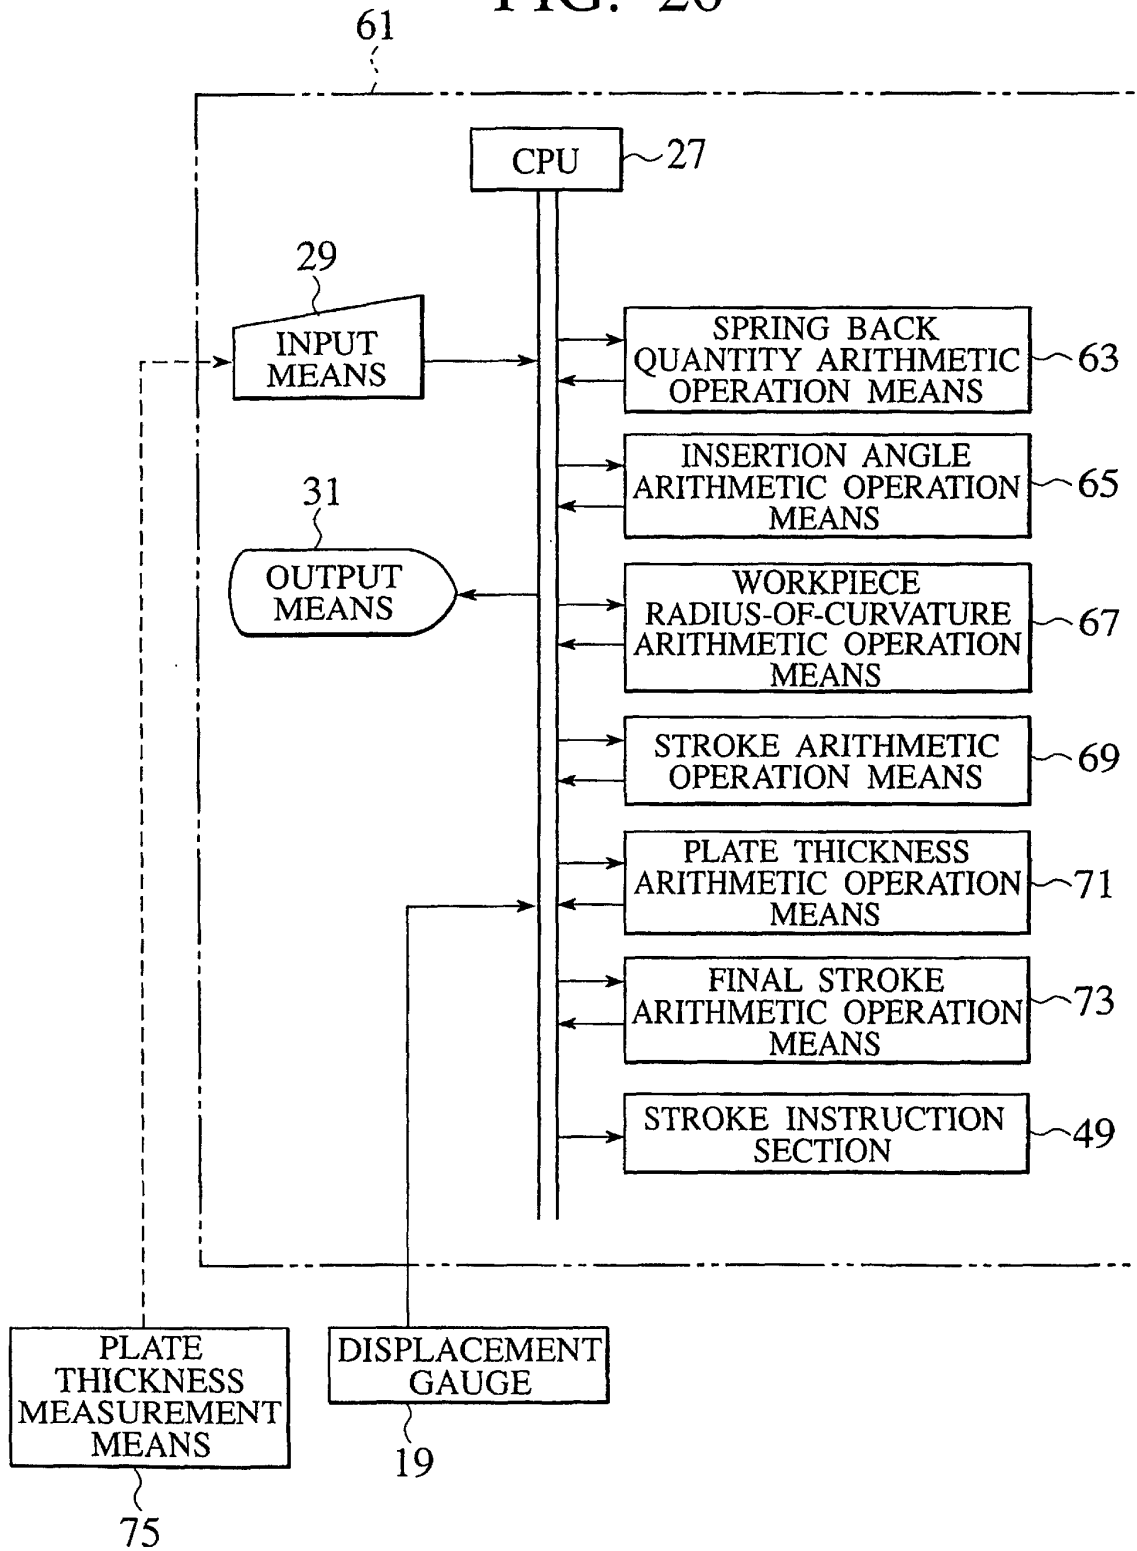 FIG. 20
61
CPU
27
29
INPUT
MEANS
SPRING BACK
QUANTITY ARITHMETIC
OPERATION MEANS
63
INSERTION ANGLE
ARITHMETIC OPERATION
MEANS
65
31
OUTPUT
MEANS
WORKPIECE
RADIUS-OF-CURVATURE
ARITHMETIC OPERATION
MEANS
67
STROKE ARITHMETIC
OPERATION MEANS
69
PLATE THICKNESS
ARITHMETIC OPERATION
MEANS
71
FINAL STROKE
ARITHMETIC OPERATION
MEANS
73
STROKE INSTRUCTION
SECTION
49
PLATE
THICKNESS
MEASUREMENT
MEANS
75
DISPLACEMENT
GAUGE
19